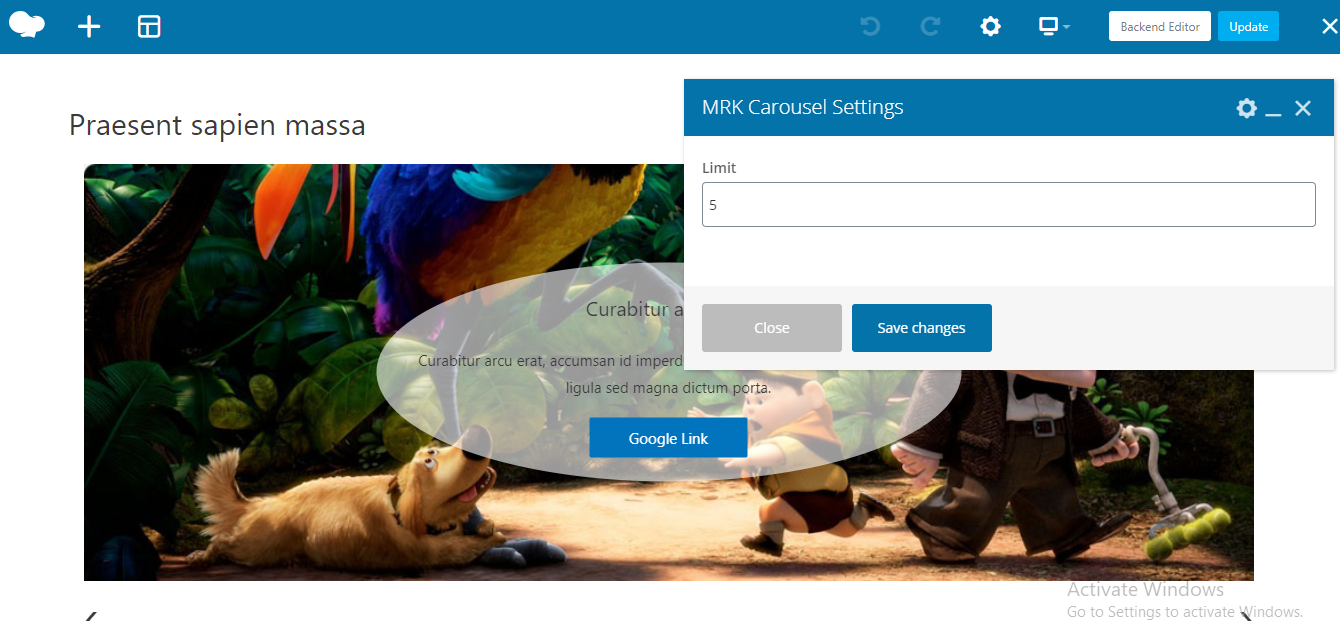 Backend Editor
Update
Praesent sapien massa
MRK Carousel Settings
Limit
5
Close
Save changes
Curabitur a
Curabitur arcu erat, accumsan id imperd
ligula sed magna dictum porta.
Google Link
Activate Windows
Go to Settings to activate Windows.